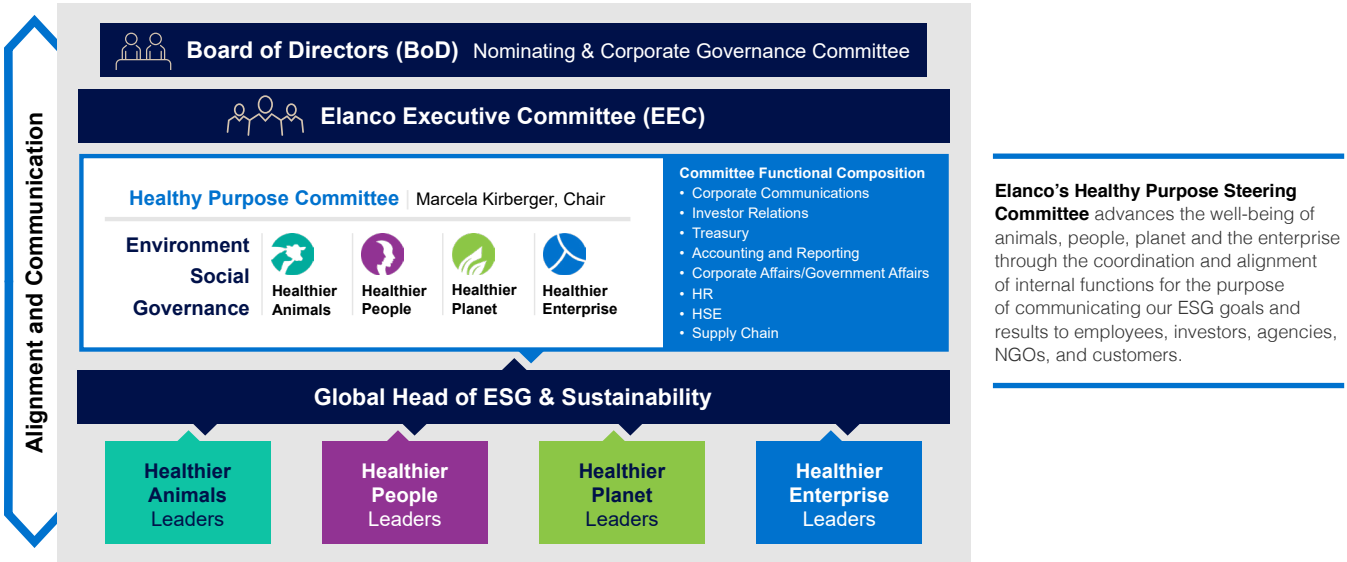 Alignment and Communication
Board of Directors (BoD) Nominating & Corporate Governance Committee
Elanco Executive Committee (EEC)
Healthy Purpose Committee | Marcela Kirberger, Chair
Environment
Social
Governance
Healthier
Animals
Healthier
People
Healthier
Planet
Healthier
Enterprise
Committee Functional Composition
• Corporate Communications
• Investor Relations
• Treasury
• Accounting and Reporting
• Corporate Affairs/Government Affairs
• HR
• HSE
• Supply Chain
Global Head of ESG & Sustainability
Healthier
Animals
Leaders
Healthier
People
Leaders
Healthier
Planet
Leaders
Healthier
Enterprise
Leaders
Elanco’s Healthy Purpose Steering
Committee advances the well-being of
animals, people, planet and the enterprise
through the coordination and alignment
of internal functions for the purpose
of communicating our ESG goals and
results to employees, investors, agencies,
NGOs, and customers.